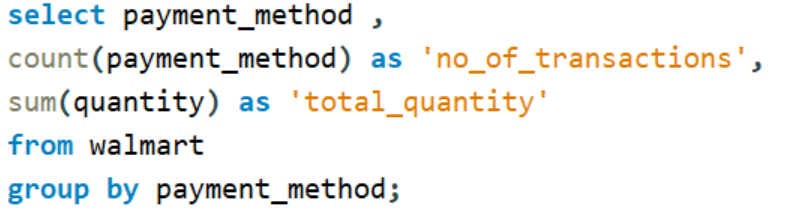 select payment_method ,
count(payment_method) as 'no_of_transactions',
sum(quantity) as 'total_quantity'
from walmart
group by payment_method;